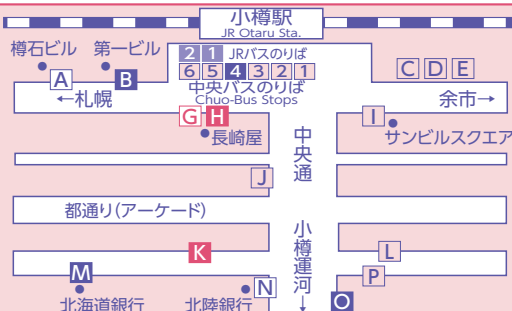 小樽駅
JR Otaru Sta.
樽石ビル 第一ビル
2 1 JRバスのりば
6 5 4 3 2 1
中央バスのりば
Chuo-Bus Stops
A B C D E
←札幌 余市→
G H I
長崎屋 サンビルスクエア
中央通
J
都通り(アーケード)
小樽運河→
K L
M N P
O
北海道銀行 北陸銀行